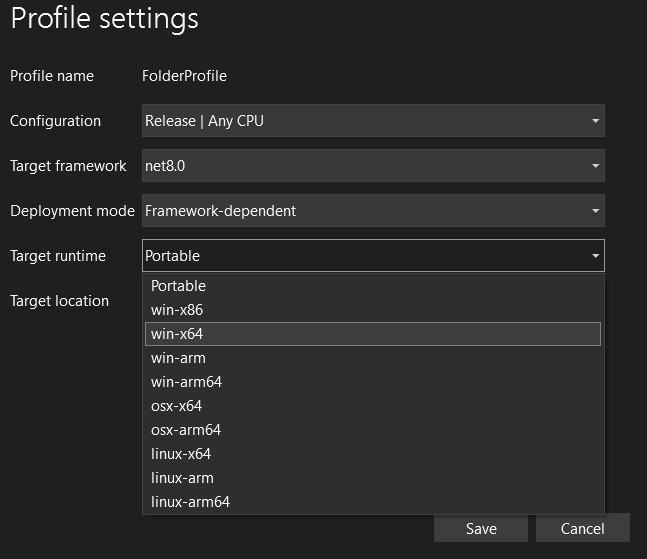 Profile settings
Profile name FolderProfile
Configuration Release | Any CPU
Target framework net8.0
Deployment mode Framework-dependent
Target runtime Portable
Target location
Portable
win-x86
win-x64
win-arm
win-arm64
osx-x64
osx-arm64
linux-x64
linux-arm
linux-arm64
Save Cancel